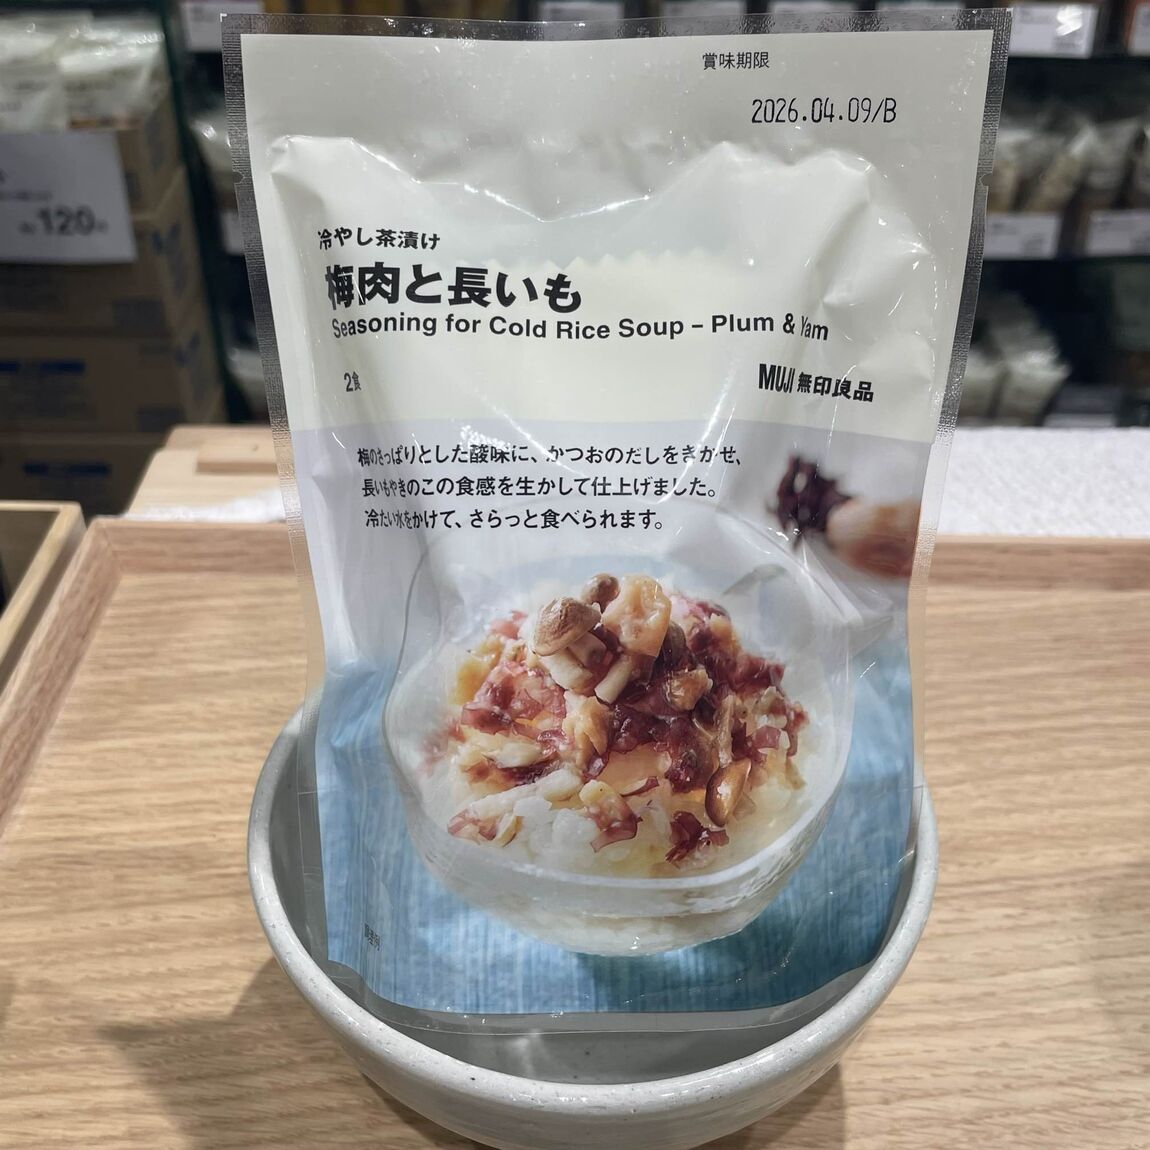 賞味期限
2026.04.09/B
冷やし茶漬け
梅肉と長いも
Seasoning for Cold Rice Soup – Plum & Yam
2食
MUJI 無印良品
梅のさっぱりとした酸味に、かつおのだしをきかせ、
長いもやきのこの食感を生かして仕上げました。
冷たい水をかけて、さらっと食べられます。
調理例
120